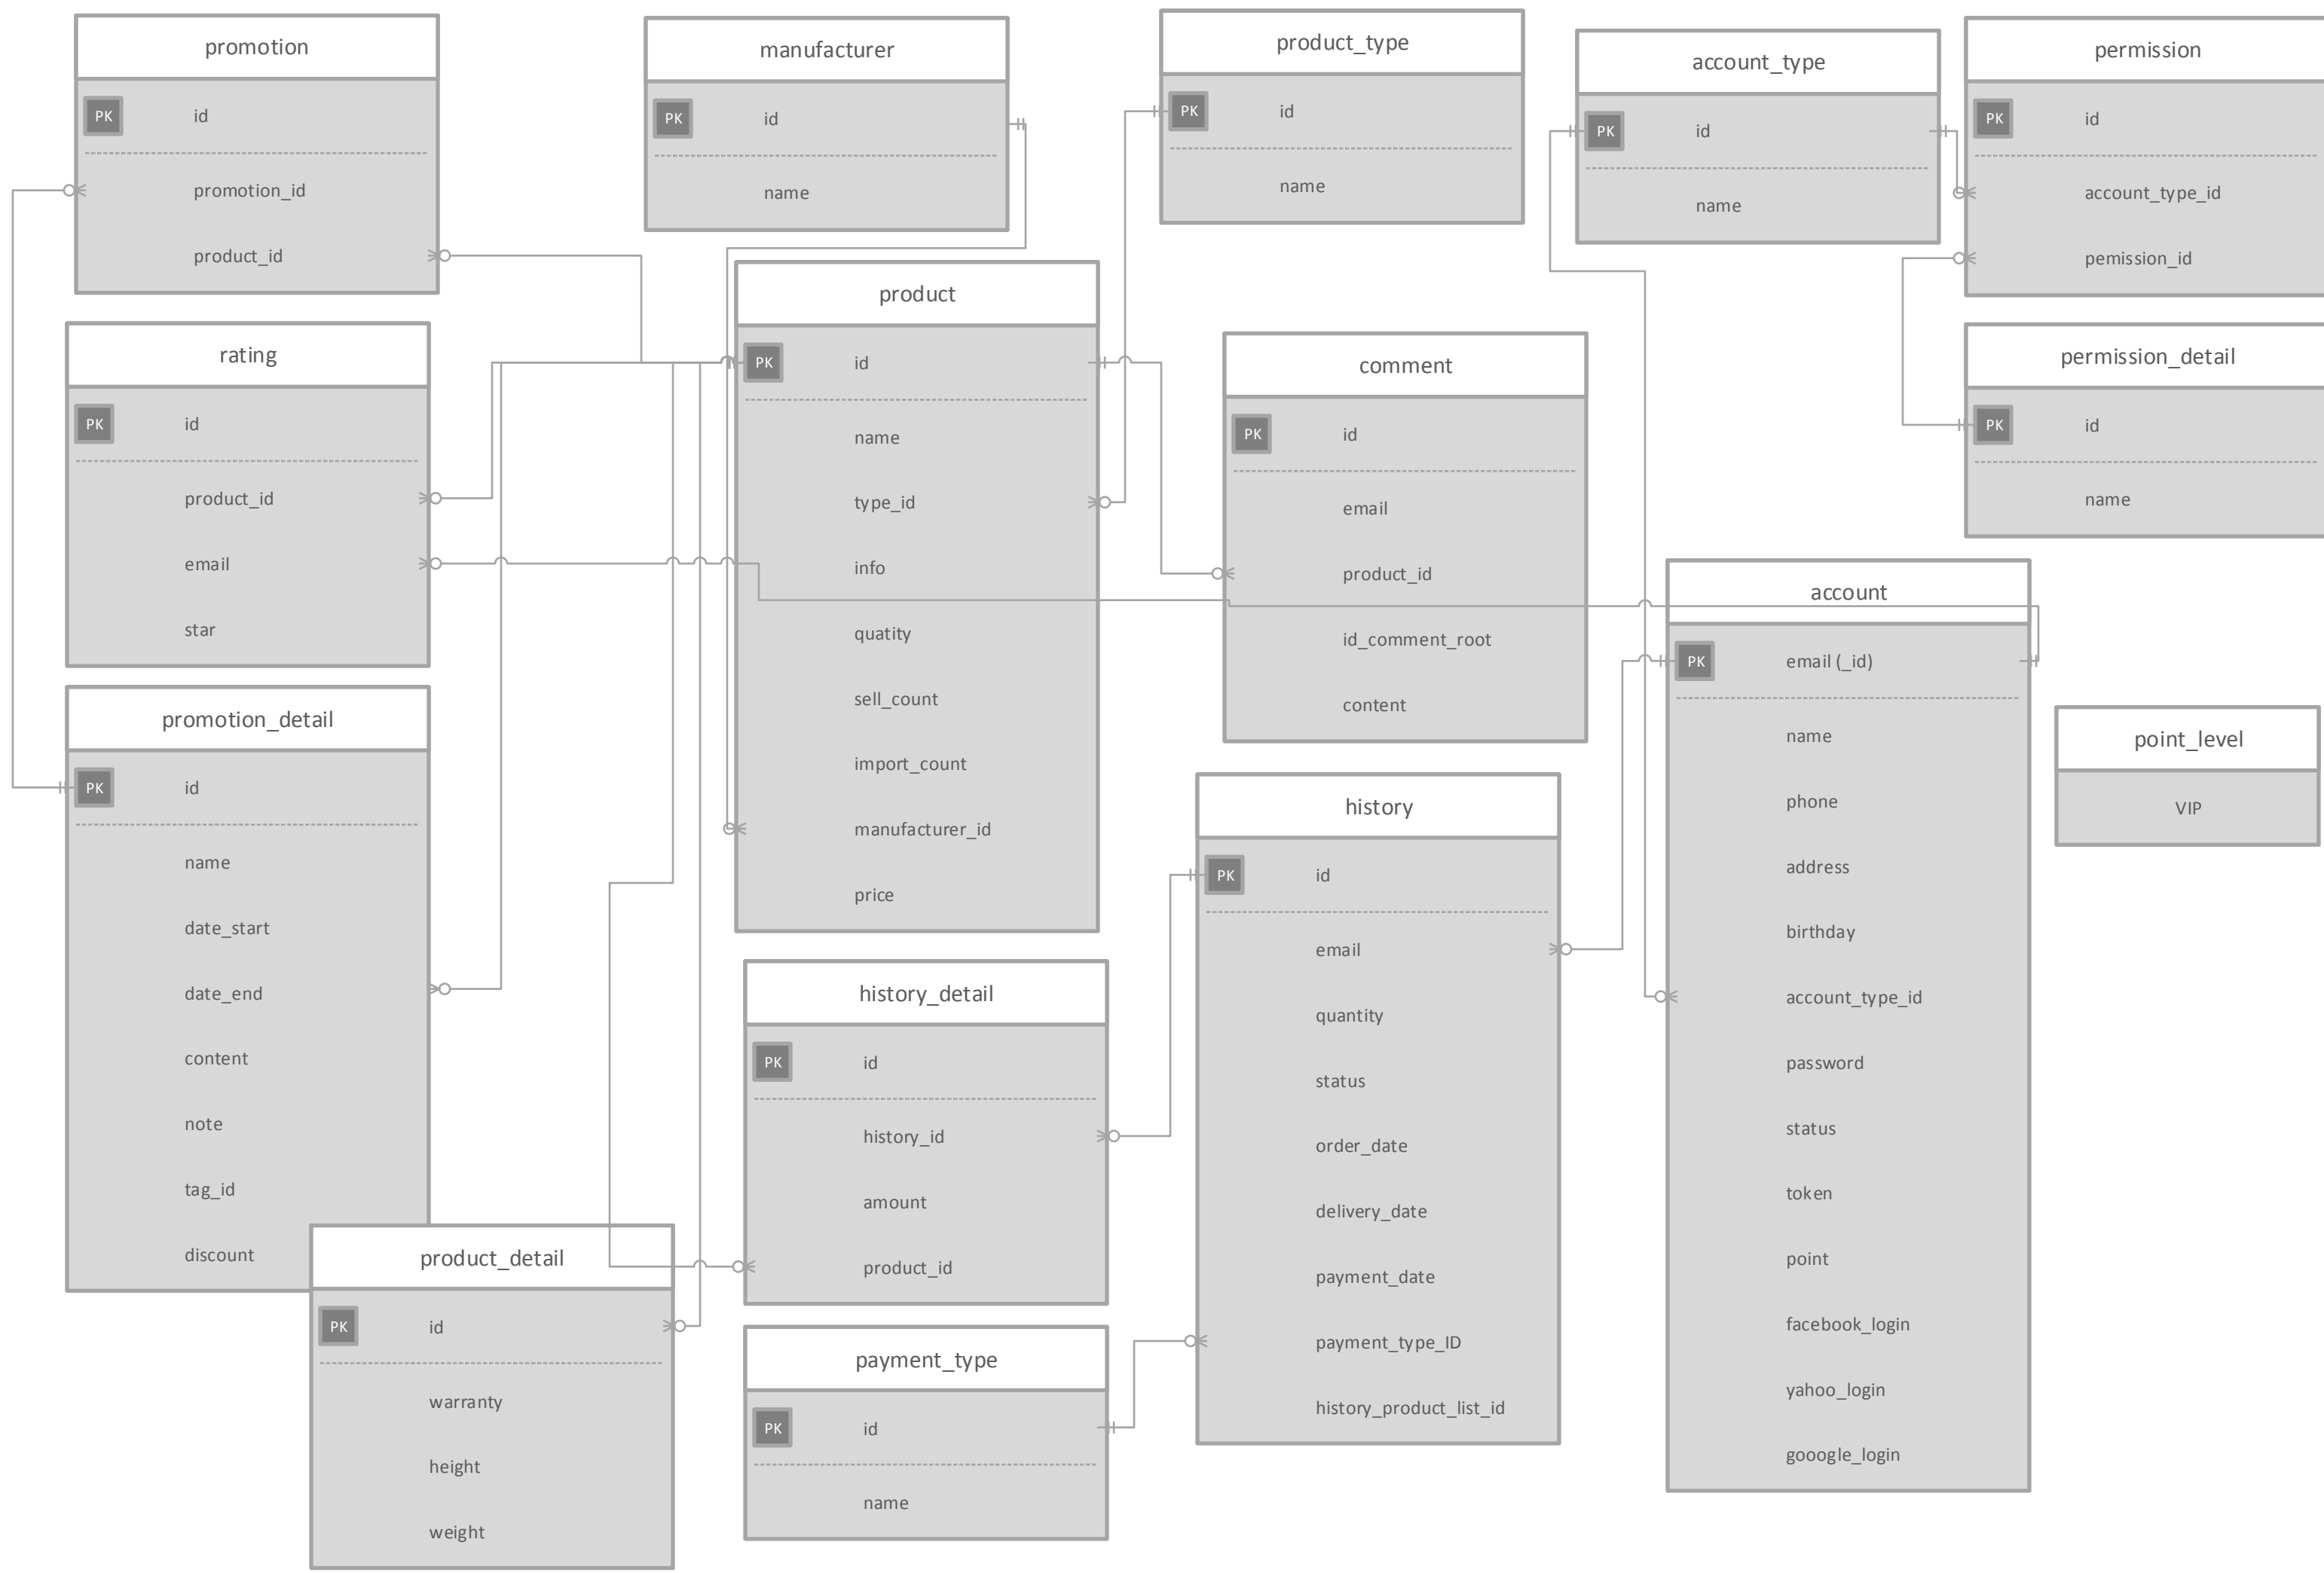 promotion
PK id
promotion_id
product_id
manufacturer
PK id
name
product_type
PK id
name
account_type
PK id
name
permission
PK id
account_type_id
pemission_id
rating
PK id
product_id
email
star
product
PK id
name
type_id
info
quatity
sell_count
import_count
manufacturer_id
price
comment
PK id
email
product_id
id_comment_root
content
permission_detail
PK id
name
promotion_detail
PK id
name
date_start
date_end
content
note
tag_id
discount
account
PK email (_id)
name
phone
address
birthday
account_type_id
password
status
token
point
facebook_login
yahoo_login
gooogle_login
point_level
VIP
history
PK id
email
quantity
status
order_date
delivery_date
payment_date
payment_type_ID
history_product_list_id
history_detail
PK id
history_id
amount
product_id
product_detail
PK id
warranty
height
weight
payment_type
PK id
name